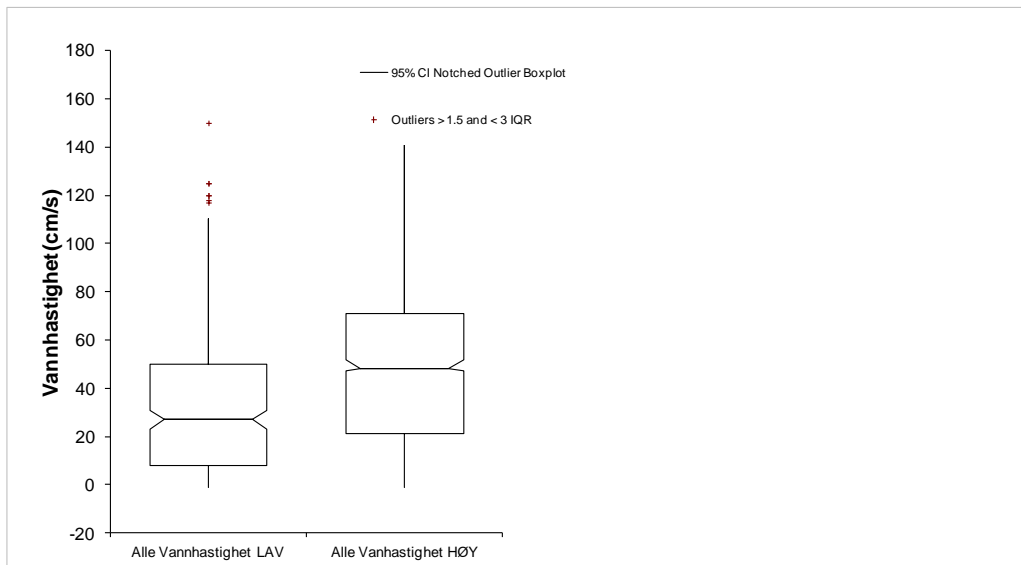 180
160
140
120
100
80
60
40
20
0
-20
Vannhastighet(cm/s)
95% CI Notched Outlier Boxplot
Outliers > 1.5 and < 3 IQR
Alle Vannhastighet LAV
Alle Vanhastighet HØY